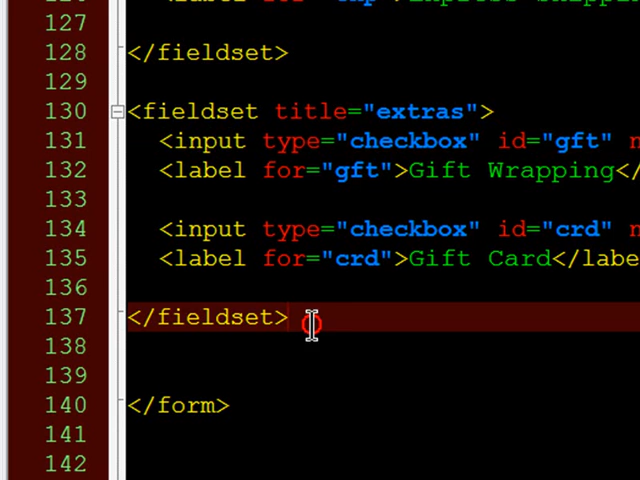 127
128 </fieldset>
129
130 <fieldset title="extras">
131 <input type="checkbox" id="gft" n
132 <label for="gft">Gift Wrapping</
133
134 <input type="checkbox" id="crd" n
135 <label for="crd">Gift Card</labe
136
137 </fieldset>
138
139
140 </form>
141
142